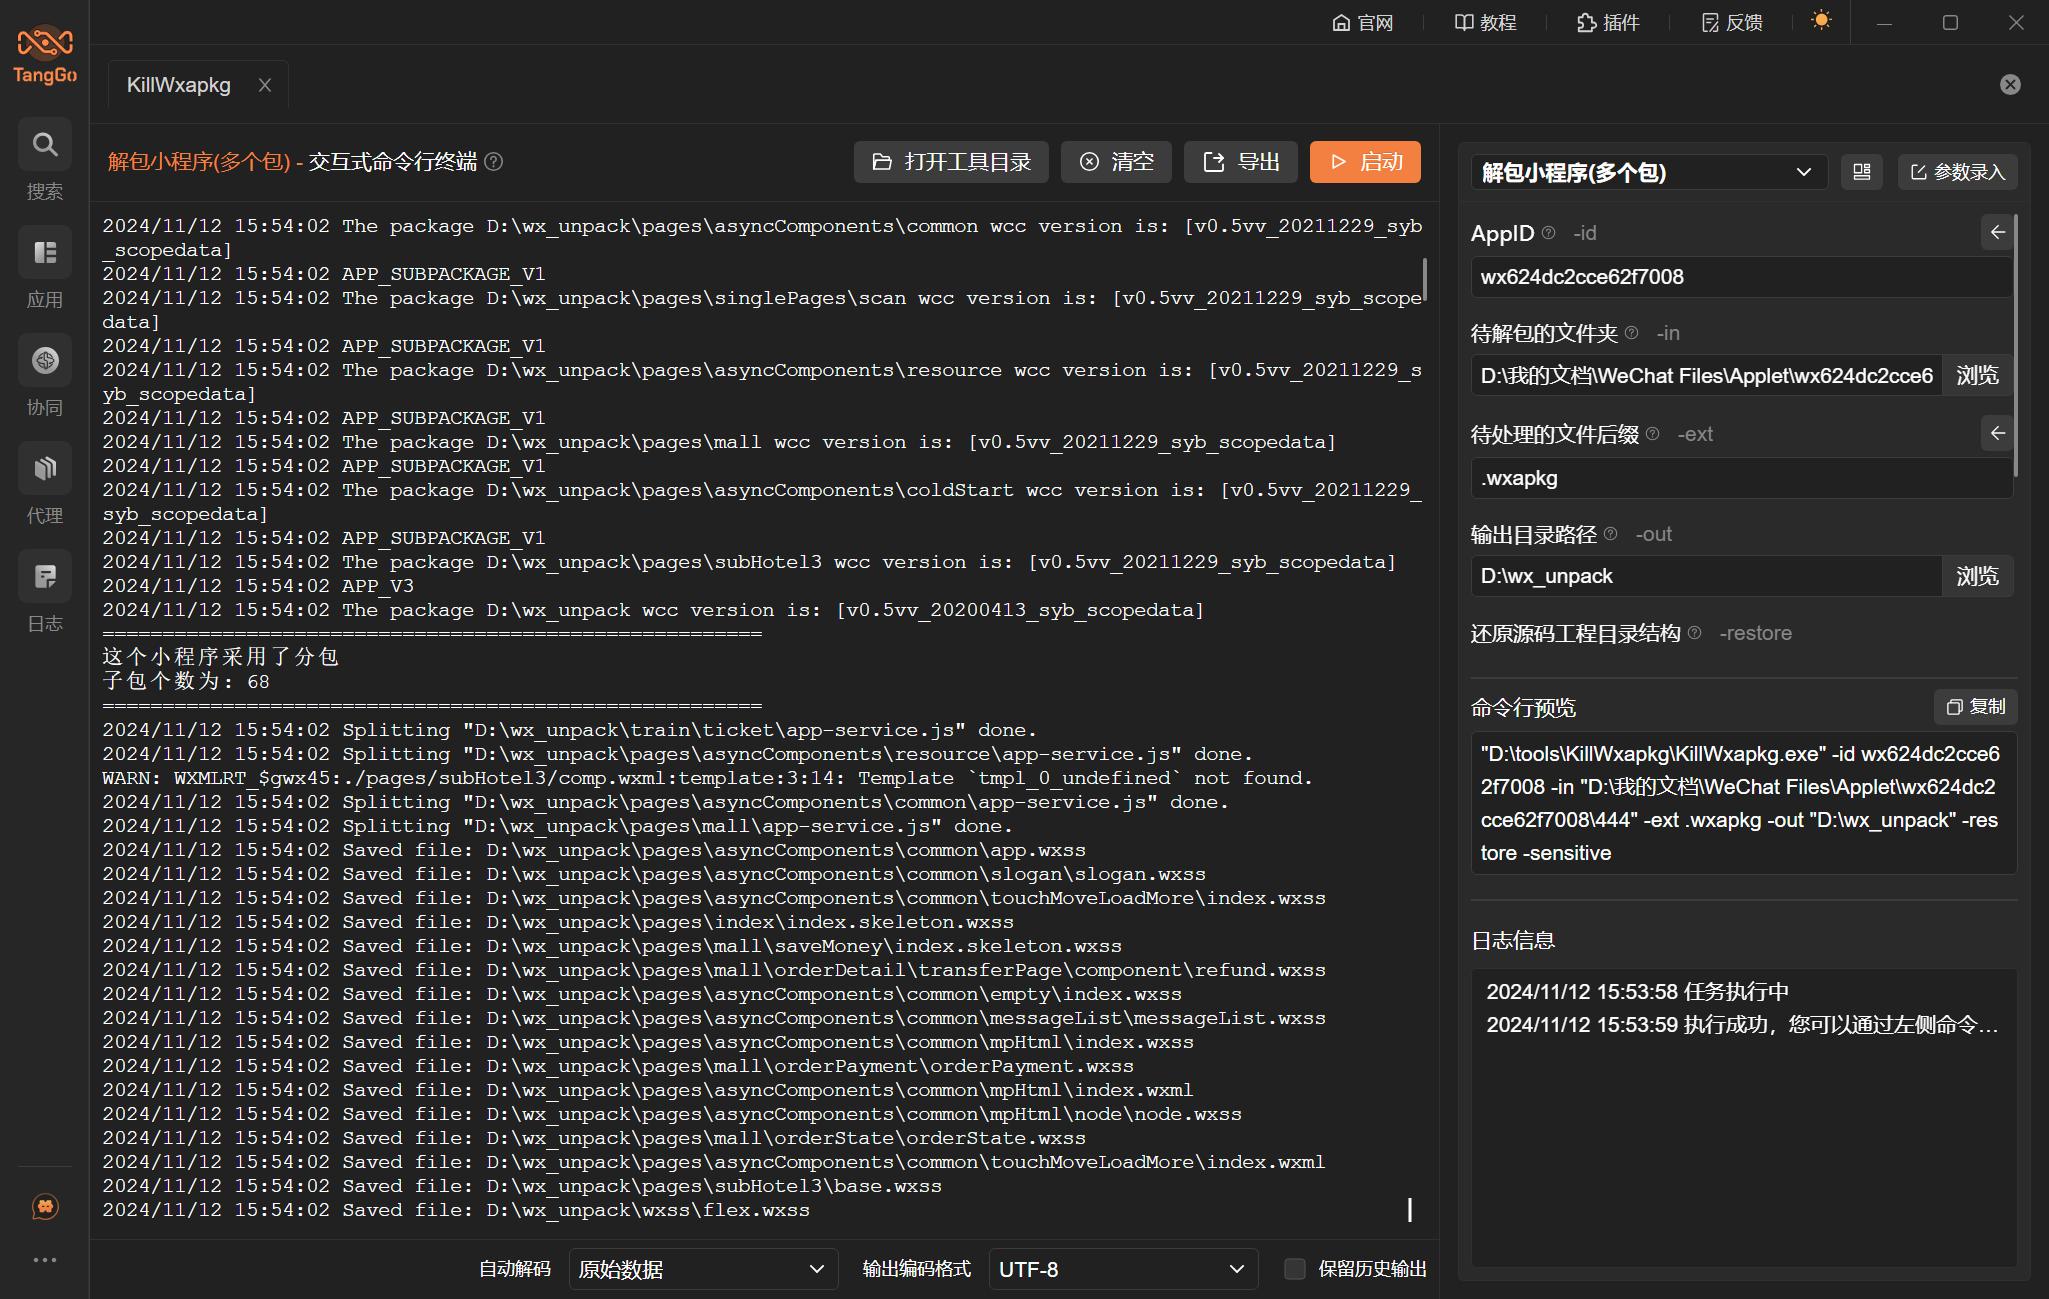 TangGo
官网
教程
插件
反馈
KillWxapkg
搜索
应用
协同
代理
日志
解包小程序(多个包) - 交互式命令行终端
打开工具目录
清空
导出
启动
2024/11/12 15:54:02 The package D:\wx_unpack\pages\asyncComponents\common wcc version is: [v0.5vv_20211229_syb
_scopedata]
2024/11/12 15:54:02 APP_SUBPACKAGE_V1
2024/11/12 15:54:02 The package D:\wx_unpack\pages\singlePages\scan wcc version is: [v0.5vv_20211229_syb_scope
data]
2024/11/12 15:54:02 APP_SUBPACKAGE_V1
2024/11/12 15:54:02 The package D:\wx_unpack\pages\asyncComponents\resource wcc version is: [v0.5vv_20211229_s
yb_scopedata]
2024/11/12 15:54:02 APP_SUBPACKAGE_V1
2024/11/12 15:54:02 The package D:\wx_unpack\pages\mall wcc version is: [v0.5vv_20211229_syb_scopedata]
2024/11/12 15:54:02 APP_SUBPACKAGE_V1
2024/11/12 15:54:02 The package D:\wx_unpack\pages\asyncComponents\coldStart wcc version is: [v0.5vv_20211229_
syb_scopedata]
2024/11/12 15:54:02 APP_SUBPACKAGE_V1
2024/11/12 15:54:02 The package D:\wx_unpack\pages\subHotel3 wcc version is: [v0.5vv_20211229_syb_scopedata]
2024/11/12 15:54:02 APP_V3
2024/11/12 15:54:02 The package D:\wx_unpack wcc version is: [v0.5vv_20200413_syb_scopedata]
=======================================================
这个小程序采用了分包
子包个数为: 68
=======================================================
2024/11/12 15:54:02 Splitting "D:\wx_unpack\train\ticket\app-service.js" done.
2024/11/12 15:54:02 Splitting "D:\wx_unpack\pages\asyncComponents\resource\app-service.js" done.
WARN: WXMLRT_$gwx45:./pages/subHotel3/comp.wxml:template:3:14: Template `tmpl_0_undefined` not found.
2024/11/12 15:54:02 Splitting "D:\wx_unpack\pages\asyncComponents\common\app-service.js" done.
2024/11/12 15:54:02 Splitting "D:\wx_unpack\pages\mall\app-service.js" done.
2024/11/12 15:54:02 Saved file: D:\wx_unpack\pages\asyncComponents\common\app.wxss
2024/11/12 15:54:02 Saved file: D:\wx_unpack\pages\asyncComponents\common\slogan\slogan.wxss
2024/11/12 15:54:02 Saved file: D:\wx_unpack\pages\asyncComponents\common\touchMoveLoadMore\index.wxss
2024/11/12 15:54:02 Saved file: D:\wx_unpack\pages\index\index.skeleton.wxss
2024/11/12 15:54:02 Saved file: D:\wx_unpack\pages\mall\saveMoney\index.skeleton.wxss
2024/11/12 15:54:02 Saved file: D:\wx_unpack\pages\mall\orderDetail\transferPage\component\refund.wxss
2024/11/12 15:54:02 Saved file: D:\wx_unpack\pages\asyncComponents\common\empty\index.wxss
2024/11/12 15:54:02 Saved file: D:\wx_unpack\pages\asyncComponents\common\messageList\messageList.wxss
2024/11/12 15:54:02 Saved file: D:\wx_unpack\pages\asyncComponents\common\mpHtml\index.wxss
2024/11/12 15:54:02 Saved file: D:\wx_unpack\pages\mall\orderPayment\orderPayment.wxss
2024/11/12 15:54:02 Saved file: D:\wx_unpack\pages\asyncComponents\common\mpHtml\index.wxml
2024/11/12 15:54:02 Saved file: D:\wx_unpack\pages\asyncComponents\common\mpHtml\node\node.wxss
2024/11/12 15:54:02 Saved file: D:\wx_unpack\pages\mall\orderState\orderState.wxss
2024/11/12 15:54:02 Saved file: D:\wx_unpack\pages\asyncComponents\common\touchMoveLoadMore\index.wxml
2024/11/12 15:54:02 Saved file: D:\wx_unpack\pages\subHotel3\base.wxss
2024/11/12 15:54:02 Saved file: D:\wx_unpack\wxss\flex.wxss
自动解码
原始数据
输出编码格式
UTF-8
保留历史输出
解包小程序(多个包)
参数录入
AppID -id
wx624dc2cce62f7008
待解包的文件夹 -in
D:\我的文档\WeChat Files\Applet\wx624dc2cce6
浏览
待处理的文件后缀 -ext
.wxapkg
输出目录路径 -out
D:\wx_unpack
浏览
还原源码工程目录结构 -restore
命令行预览
复制
"D:\tools\KillWxapkg\KillWxapkg.exe" -id wx624dc2cce6
2f7008 -in "D:\我的文档\WeChat Files\Applet\wx624dc2
cce62f7008\444" -ext .wxapkg -out "D:\wx_unpack" -res
tore -sensitive
日志信息
2024/11/12 15:53:58 任务执行中
2024/11/12 15:53:59 执行成功，您可以通过左侧命令...